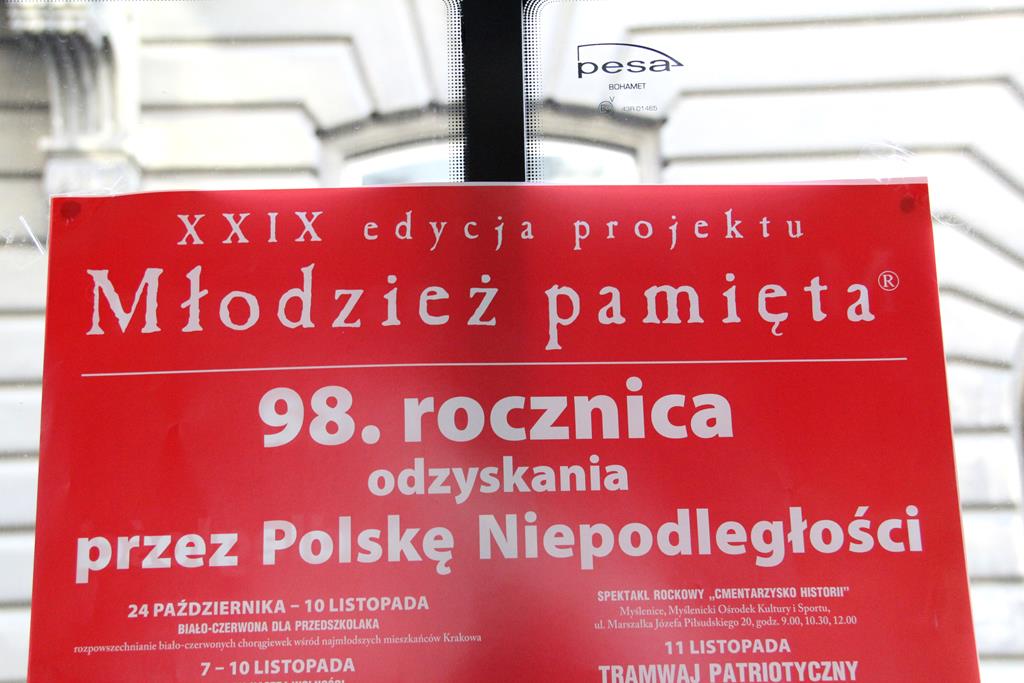 pesa
BOHAMET
V
43R-01465
XXIX edycja projektu
Młodzież pamięta®
98. rocznica
odzyskania
przez Polskę Niepodległości
24 PAŹDZIERNIKA – 10 LISTOPADA
BIAŁO-CZERWONA DLA PRZEDSZKOLAKA
rozpowszechnianie biało-czerwonych chorągiewek wśród najmłodszych mieszkańców Krakowa
7 – 10 LISTOPADA
SPEKTAKL ROCKOWY „CMENTARZYSKO HISTORII”
Myślenice, Myślenicki Ośrodek Kultury i Sportu,
ul. Marszałka Józefa Piłsudskiego 20, godz. 9.00, 10.30, 12.00
11 LISTOPADA
TRAMWAJ PATRIOTYCZNY